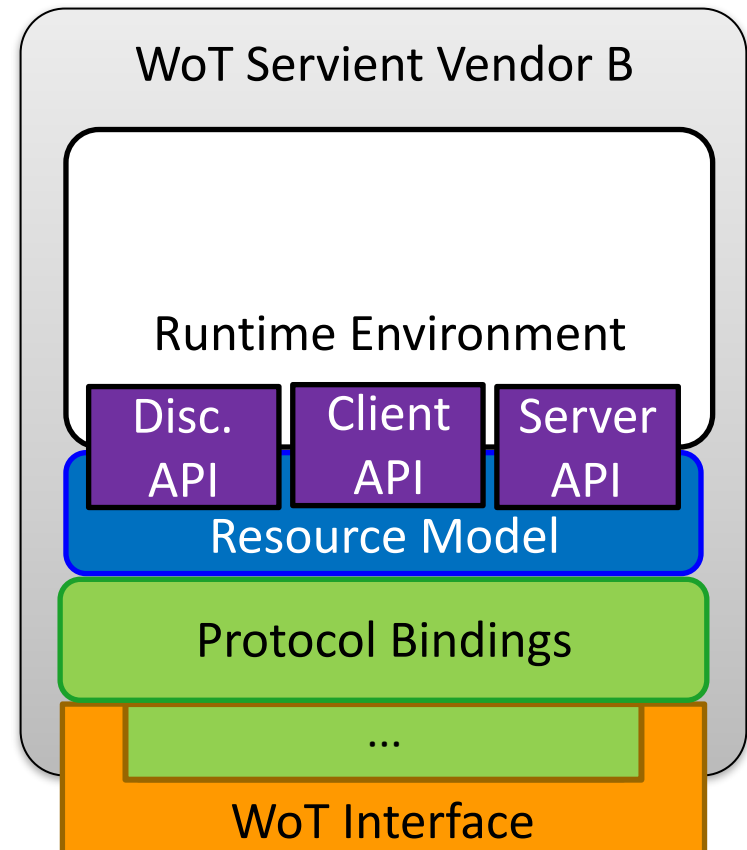 WoT Servient Vendor B
Runtime Environment
Disc.
API
Client
API
Server
API
Resource Model
Protocol Bindings
...
WoT Interface